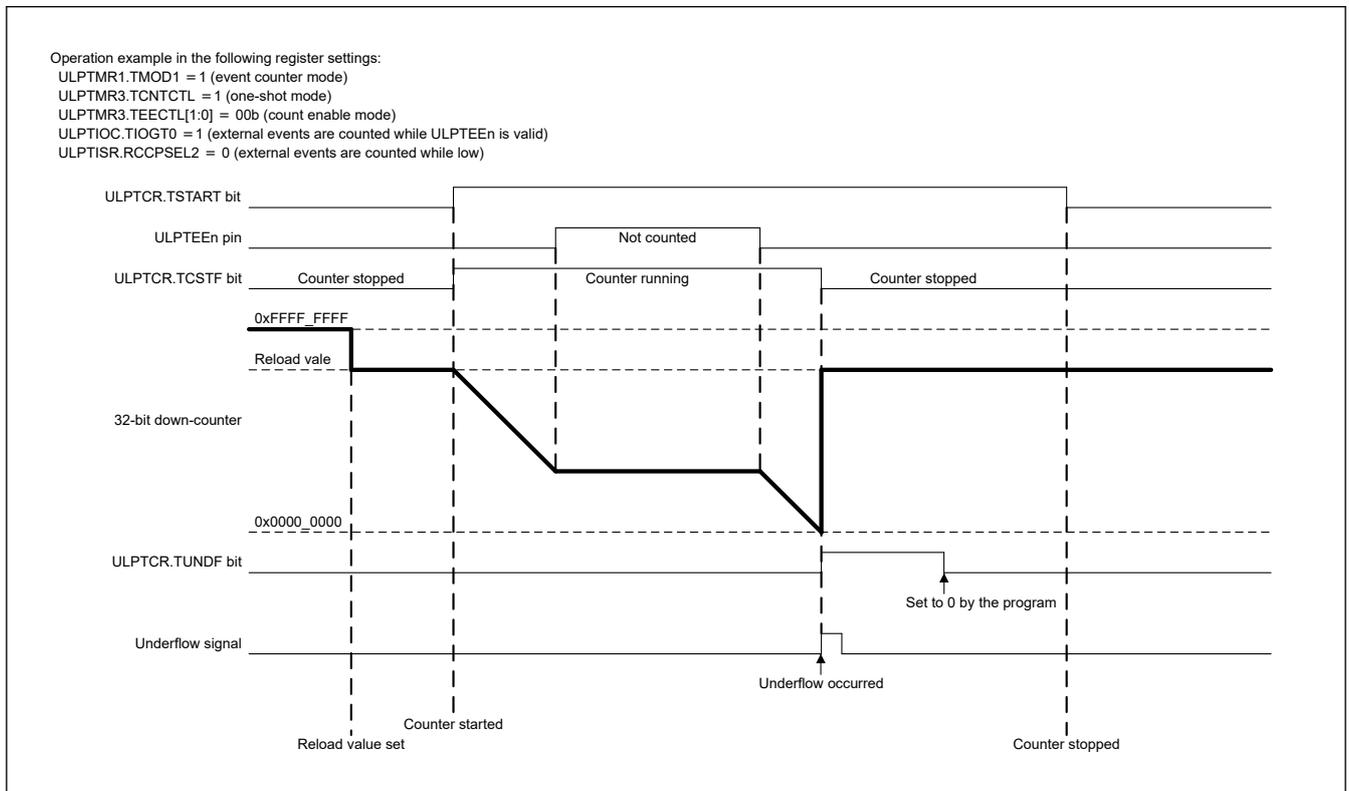 Operation example in the following register settings:
ULPTMR1.TMOD1 = 1 (event counter mode)
ULPTMR3.TCNTCTL = 1 (one-shot mode)
ULPTMR3.TEECTL[1:0] = 00b (count enable mode)
ULPTIOC.TIOGT0 = 1 (external events are counted while ULPTEEn is valid)
ULPTISR.RCCPSEL2 = 0 (external events are counted while low)
ULPTCR.TSTART bit
ULPTEEn pin
Not counted
ULPTCR.TCSTF bit
Counter stopped
Counter running
Counter stopped
0xFFFF_FFFF
Reload vale
32-bit down-counter
0x0000_0000
ULPTCR.TUNDF bit
Set to 0 by the program
Underflow signal
Underflow occurred
Counter started
Reload value set
Counter stopped